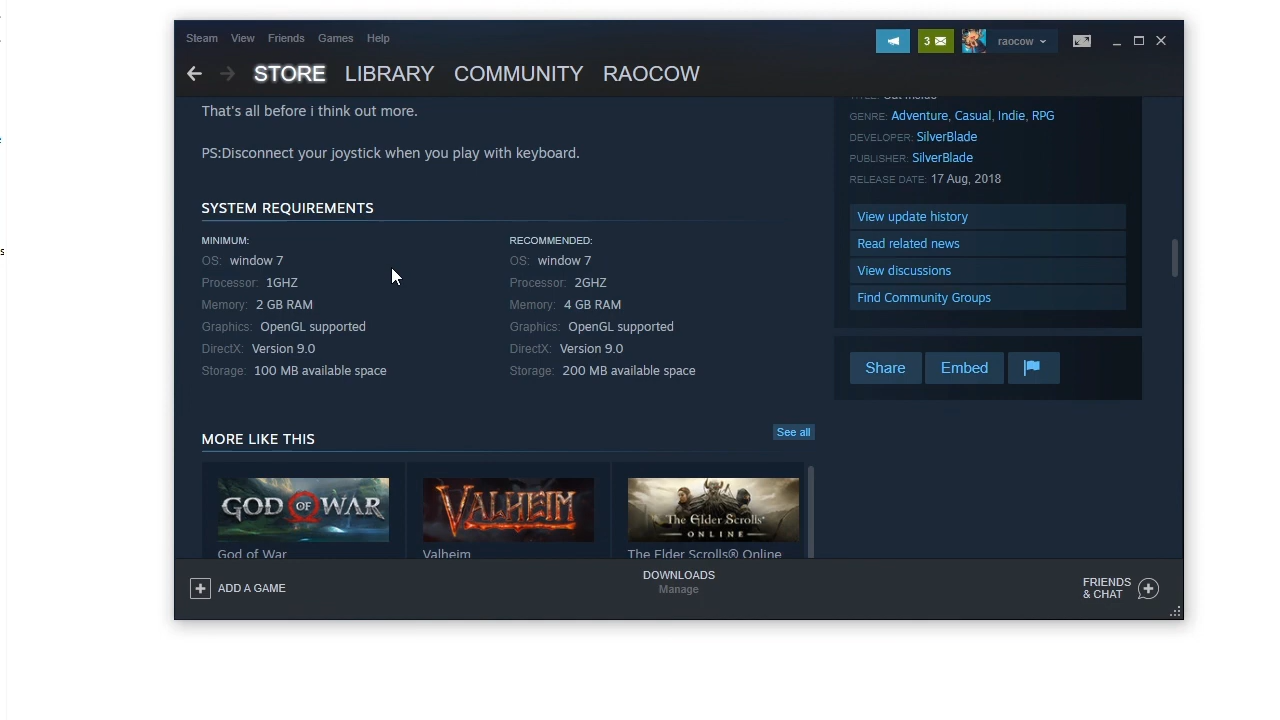 Steam View Friends Games Help
3
raocow
STORE LIBRARY COMMUNITY RAOCOW
That's all before i think out more.
PS:Disconnect your joystick when you play with keyboard.
SYSTEM REQUIREMENTS
MINIMUM:
OS: window 7
Processor: 1GHZ
Memory: 2 GB RAM
Graphics: OpenGL supported
DirectX: Version 9.0
Storage: 100 MB available space
RECOMMENDED:
OS: window 7
Processor: 2GHZ
Memory: 4 GB RAM
Graphics: OpenGL supported
DirectX: Version 9.0
Storage: 200 MB available space
MORE LIKE THIS
See all
GOD OF WAR
God of War
VALHEIM
Valheim
The Elder Scrolls
ONLINE
The Elder Scrolls® Online
GENRE: Adventure, Casual, Indie, RPG
DEVELOPER: SilverBlade
PUBLISHER: SilverBlade
RELEASE DATE: 17 Aug, 2018
View update history
Read related news
View discussions
Find Community Groups
Share
Embed
ADD A GAME
DOWNLOADS
Manage
FRIENDS
& CHAT